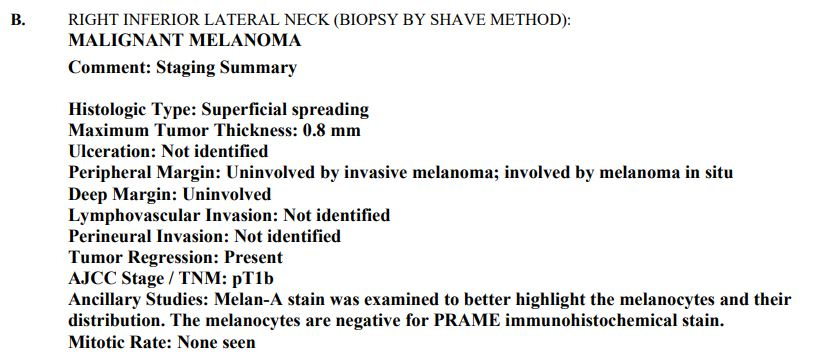 B. RIGHT INFERIOR LATERAL NECK (BIOPSY BY SHAVE METHOD):
MALIGNANT MELANOMA
Comment: Staging Summary
Histologic Type: Superficial spreading
Maximum Tumor Thickness: 0.8 mm
Ulceration: Not identified
Peripheral Margin: Uninvolved by invasive melanoma; involved by melanoma in situ
Deep Margin: Uninvolved
Lymphovascular Invasion: Not identified
Perineural Invasion: Not identified
Tumor Regression: Present
AJCC Stage / TNM: pT1b
Ancillary Studies: Melan-A stain was examined to better highlight the melanocytes and their
distribution. The melanocytes are negative for PRAME immunohistochemical stain.
Mitotic Rate: None seen